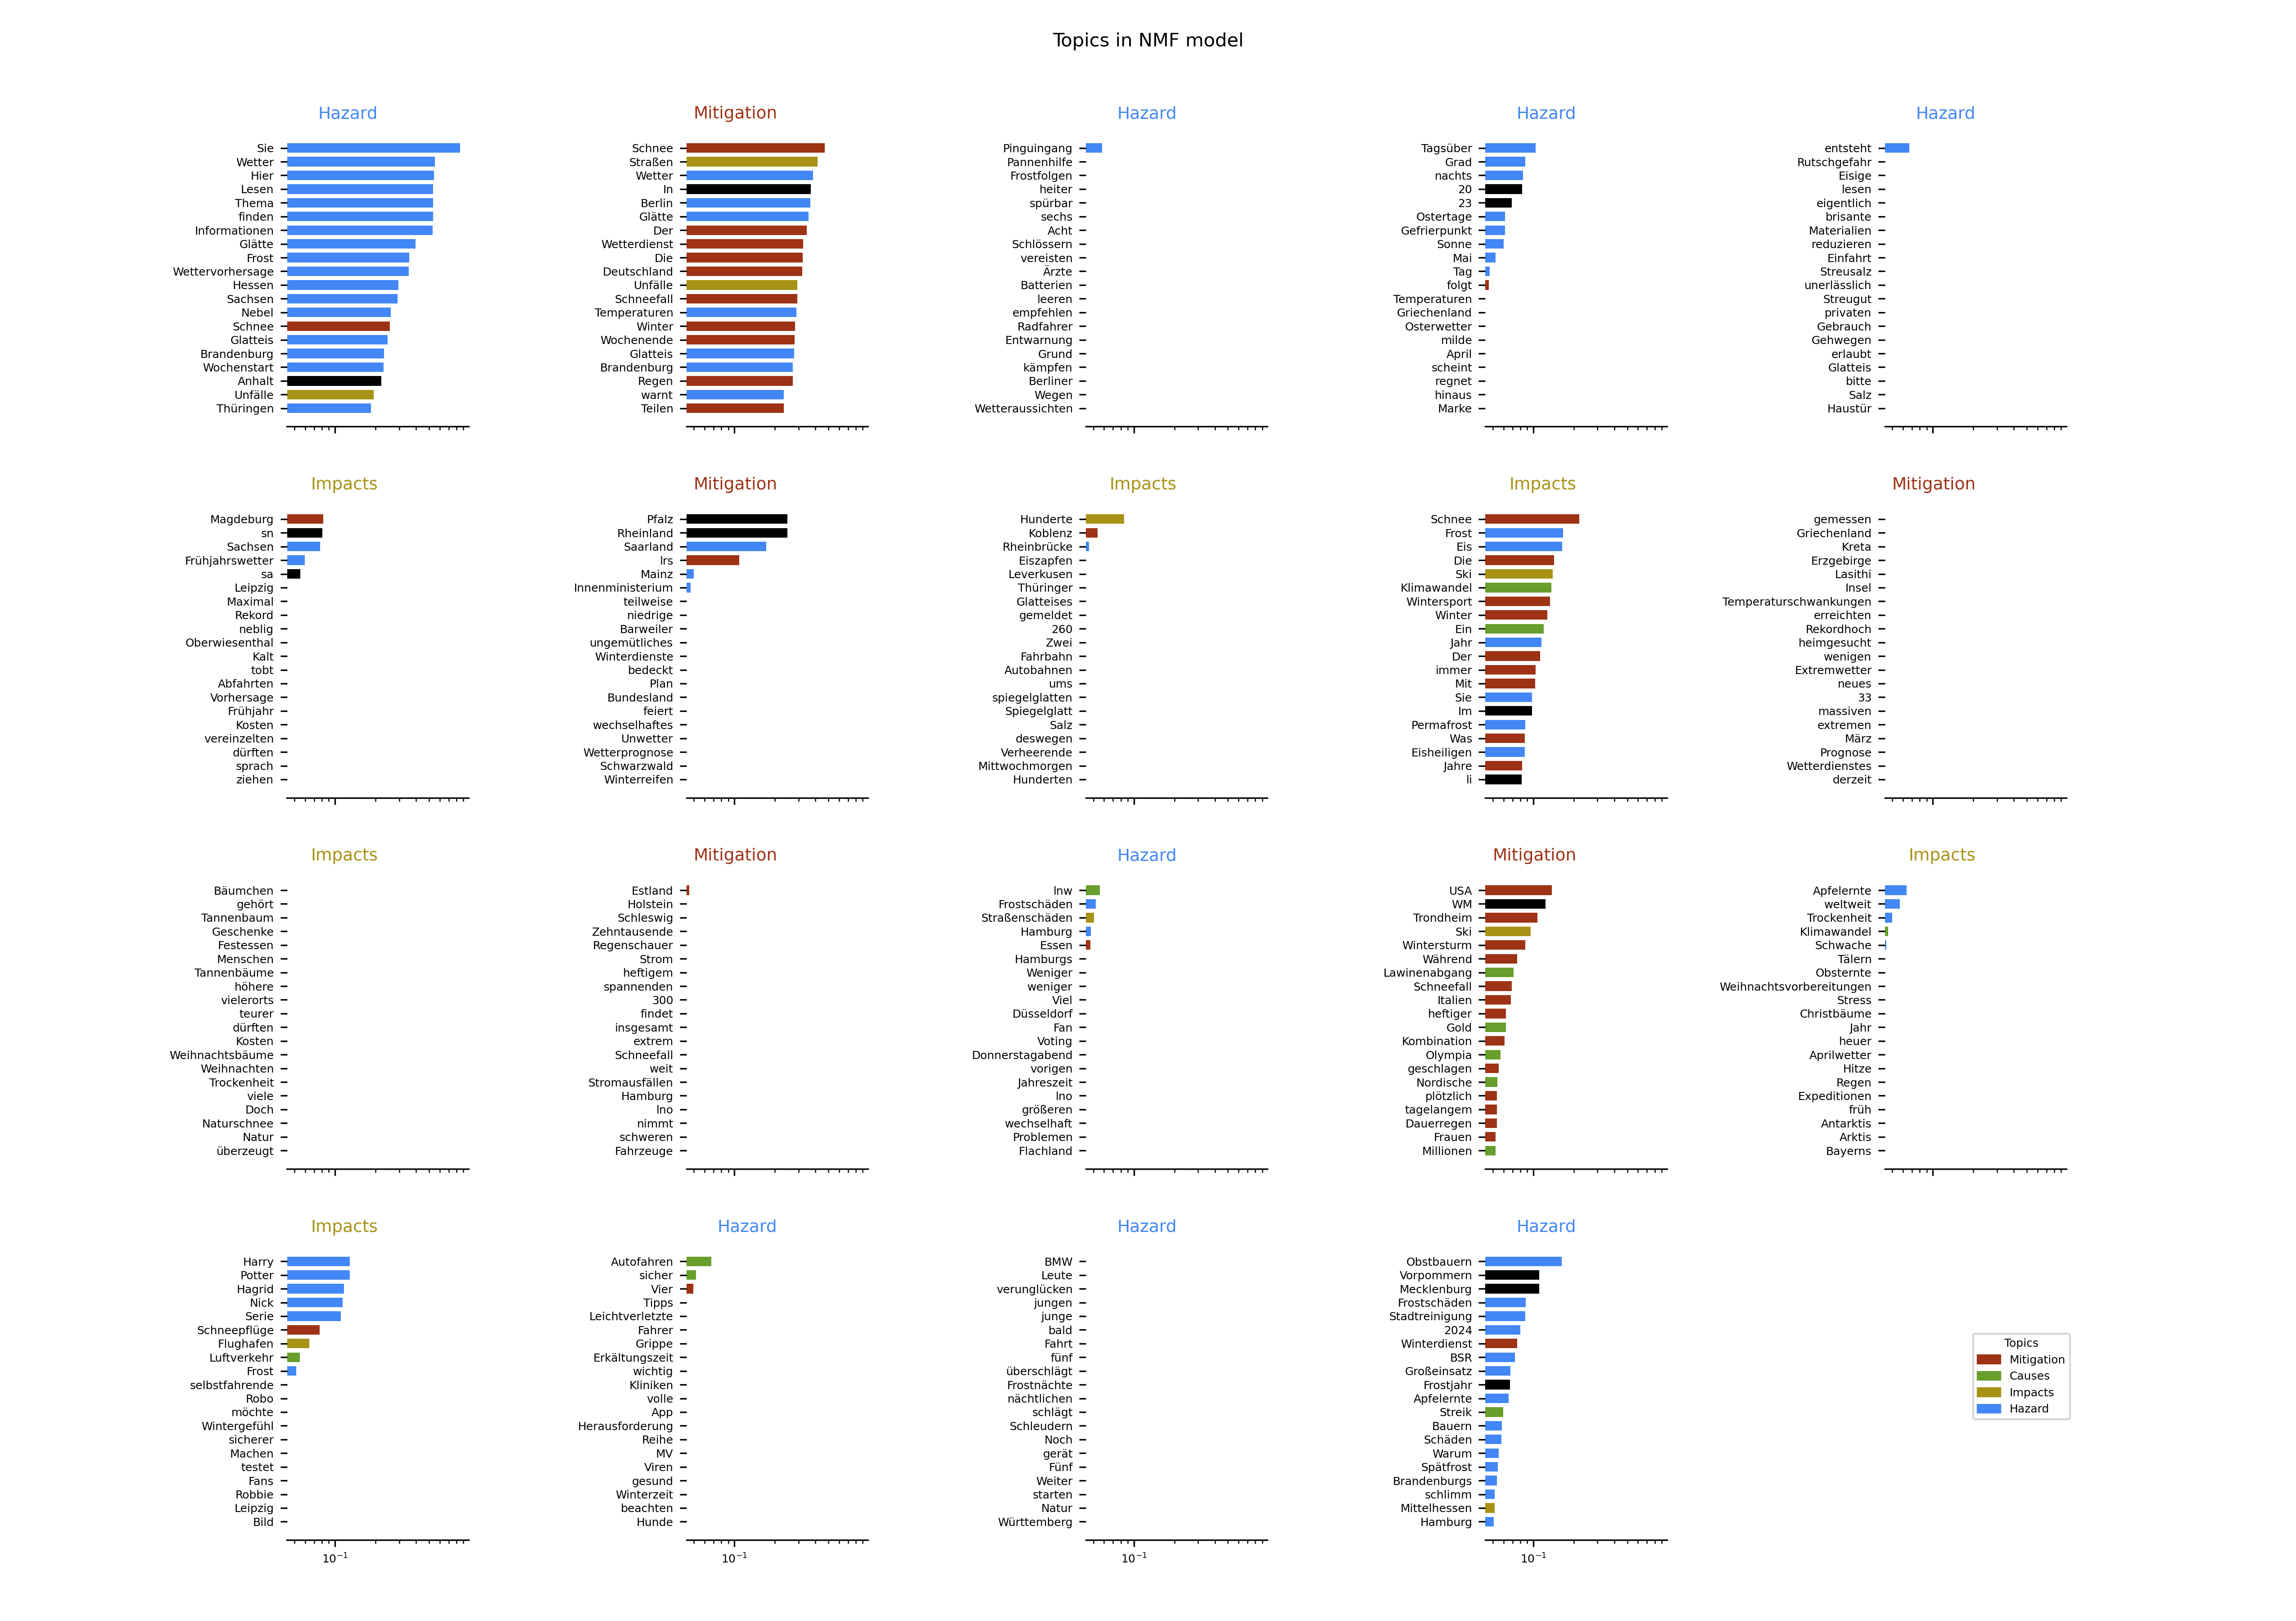 Topics in NMF model
Hazard
Sie
Wetter
Hier
Lesen
Thema
finden
Informationen
Glätte
Frost
Wettervorhersage
Hessen
Sachsen
Nebel
Schnee
Glatteis
Brandenburg
Wochenstart
Anhalt
Unfälle
Thüringen
Mitigation
Schnee
Straßen
Wetter
In
Berlin
Glätte
Der
Wetterdienst
Die
Deutschland
Unfälle
Schneefall
Temperaturen
Winter
Wochenende
Glatteis
Brandenburg
Regen
warnt
Teilen
Hazard
Pinguingang
Pannenhilfe
Frostfolgen
heiter
spürbar
sechs
Acht
Schlössern
vereisten
Ärzte
Batterien
leeren
empfehlen
Radfahrer
Entwarnung
Grund
kämpfen
Berliner
Wegen
Wetteraussichten
Hazard
Tagsüber
Grad
nachts
20
23
Ostertage
Gefrierpunkt
Sonne
Mai
Tag
folgt
Temperaturen
Griechenland
Osterwetter
milde
April
scheint
regnet
hinaus
Marke
Hazard
entsteht
Rutschgefahr
Eisige
lesen
eigentlich
brisante
Materialien
reduzieren
Einfahrt
Streusalz
unerlässlich
Streugut
privaten
Gebrauch
Gehwegen
erlaubt
Glatteis
bitte
Salz
Haustür
Impacts
Magdeburg
sn
Sachsen
Frühjahrswetter
sa
Leipzig
Maximal
Rekord
neblig
Oberwiesenthal
Kalt
tobt
Abfahrten
Vorhersage
Frühjahr
Kosten
vereinzelten
dürften
sprach
ziehen
Mitigation
Pfalz
Rheinland
Saarland
lrs
Mainz
Innenministerium
teilweise
niedrige
Barweiler
ungemütliches
Winterdienste
bedeckt
Plan
Bundesland
feiert
wechselhaftes
Unwetter
Wetterprognose
Schwarzwald
Winterreifen
Impacts
Hunderte
Koblenz
Rheinbrücke
Eiszapfen
Leverkusen
Thüringer
Glatteises
gemeldet
260
Zwei
Fahrbahn
Autobahnen
ums
spiegelglatten
Spiegelglatt
Salz
deswegen
Verheerende
Mittwochmorgen
Hunderten
Impacts
Schnee
Frost
Eis
Die
Ski
Klimawandel
Wintersport
Winter
Ein
Jahr
Der
immer
Mit
Sie
Im
Permafrost
Was
Eisheiligen
Jahre
li
Mitigation
gemessen
Griechenland
Kreta
Erzgebirge
Lasithi
Insel
Temperaturschwankungen
erreichten
Rekordhoch
heimgesucht
wenigen
Extremwetter
neues
33
massiven
extremen
März
Prognose
Wetterdienstes
derzeit
Impacts
Bäumchen
gehört
Tannenbaum
Geschenke
Festessen
Menschen
Tannenbäume
höhere
vielerorts
teurer
dürften
Kosten
Weihnachtsbäume
Weihnachten
Trockenheit
viele
Doch
Naturschnee
Natur
überzeugt
Mitigation
Estland
Holstein
Schleswig
Zehntausende
Regenschauer
Strom
heftigem
spannenden
300
findet
insgesamt
extrem
Schneefall
weit
Stromausfällen
Hamburg
lno
nimmt
schweren
Fahrzeuge
Hazard
lnw
Frostschäden
Straßenschäden
Hamburg
Essen
Hamburgs
Weniger
weniger
Viel
Düsseldorf
Fan
Voting
Donnerstagabend
vorigen
Jahreszeit
lno
größeren
wechselhaft
Problemen
Flachland
Mitigation
USA
WM
Trondheim
Ski
Wintersturm
Während
Lawinenabgang
Schneefall
Italien
heftiger
Gold
Kombination
Olympia
geschlagen
Nordische
plötzlich
tagelangem
Dauerregen
Frauen
Millionen
Impacts
Apfelernte
weltweit
Trockenheit
Klimawandel
Schwache
Tälern
Obsternte
Weihnachtsvorbereitungen
Stress
Christbäume
Jahr
heuer
Aprilwetter
Hitze
Regen
Expeditionen
früh
Antarktis
Arktis
Bayerns
Impacts
Harry
Potter
Hagrid
Nick
Serie
Schneepflüge
Flughafen
Luftverkehr
Frost
selbstfahrende
Robo
möchte
Wintergefühl
sicherer
Machen
testet
Fans
Robbie
Leipzig
Bild
10⁻¹
Hazard
Autofahren
sicher
Vier
Tipps
Leichtverletzte
Fahrer
Grippe
Erkältungszeit
wichtig
Kliniken
volle
App
Herausforderung
Reihe
MV
Viren
gesund
Winterzeit
beachten
Hunde
10⁻¹
Hazard
BMW
Leute
verunglücken
jungen
junge
bald
Fahrt
fünf
überschlägt
Frostnächte
nächtlichen
schlägt
Schleudern
Noch
gerät
Fünf
Weiter
starten
Natur
Württemberg
10⁻¹
Hazard
Obstbauern
Vorpommern
Mecklenburg
Frostschäden
Stadtreinigung
2024
Winterdienst
BSR
Großeinsatz
Frostjahr
Apfelernte
Streik
Bauern
Schäden
Warum
Spätfrost
Brandenburgs
schlimm
Mittelhessen
Hamburg
10⁻¹
Topics
Mitigation
Causes
Impacts
Hazard